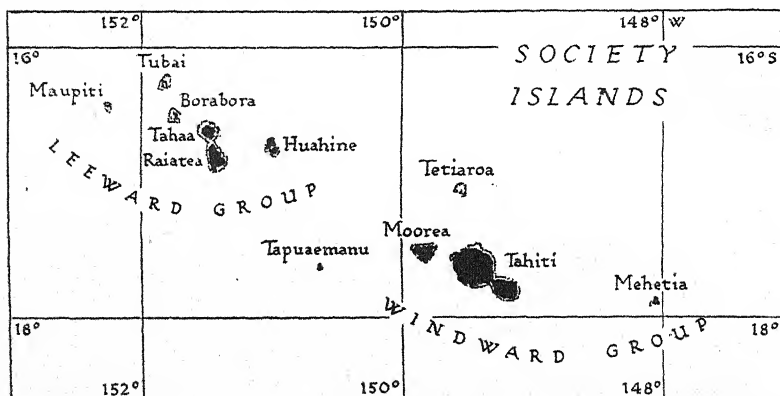 152° 150° 148° W
16° 16°S
SOCIETY
ISLANDS
Tubai
Maupiti
Borabora
Tahaa
Raiatea
Huahine
LEEWARD GROUP
Tetiaroa
Moorea
Tapuaemanu
Tahiti
Mehetia
WINDWARD GROUP
18° 18°
152° 150° 148°